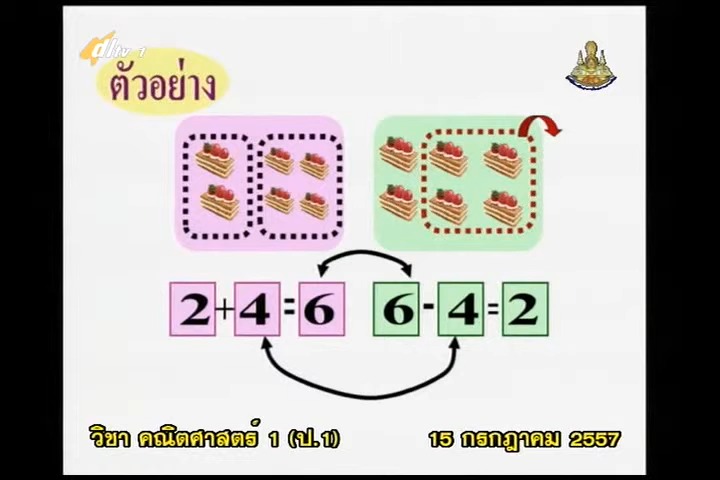 dltv 1
ตัวอย่าง
2+4=6 6-4=2
วิชา คณิตศาสตร์ 1 (ป.1) 15 กรกฎาคม 2557